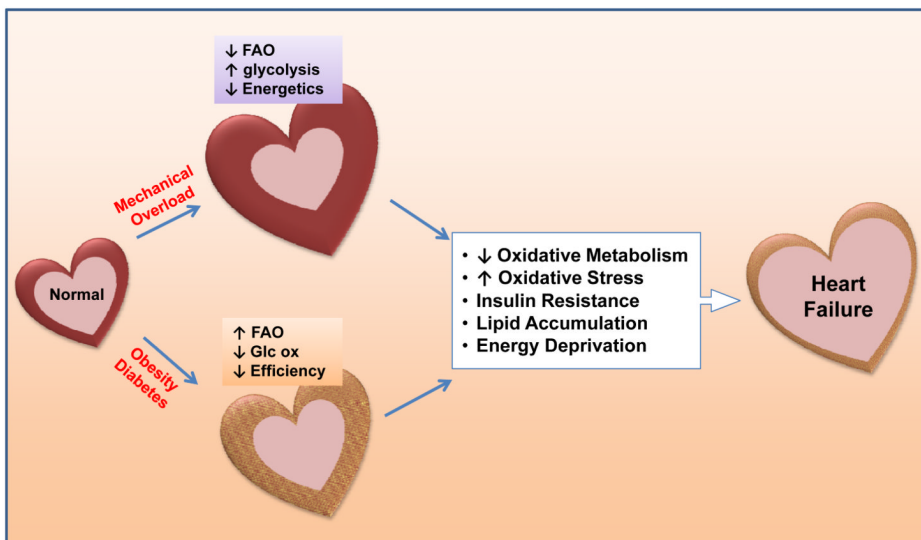 ↓ FAO
↑ glycolysis
↓ Energetics
Mechanical
Overload
Normal
Obesity
Diabetes
↑ FAO
↓ Glc ox
↓ Efficiency
• ↓ Oxidative Metabolism
• ↑ Oxidative Stress
• Insulin Resistance
• Lipid Accumulation
• Energy Deprivation
Heart
Failure